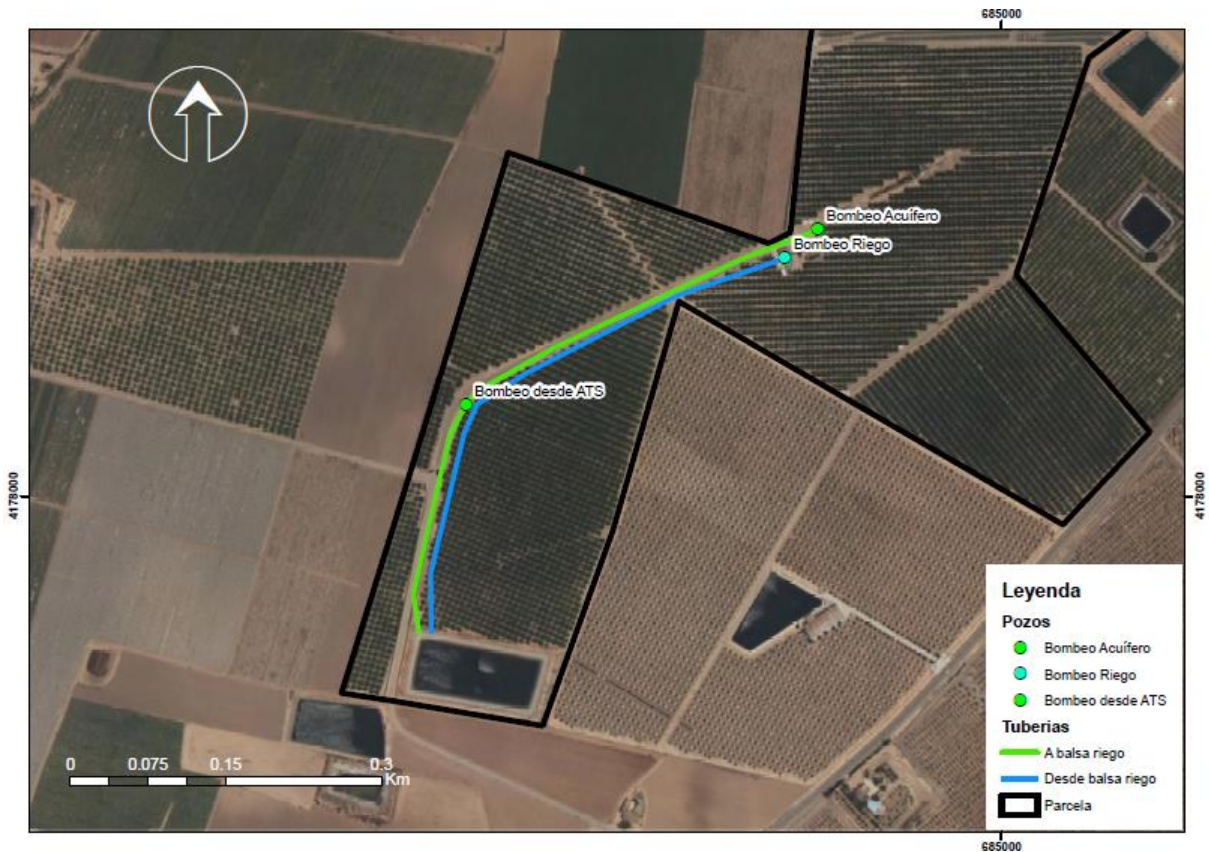 685000
Bombeo Acuífero
Bombeo Riego
Bombeo desde ATS
4178000
4178000
Leyenda
Pozos
Bombeo Acuífero
Bombeo Riego
Bombeo desde ATS
Tuberias
A balsa riego
Desde balsa riego
Parcela
0 0.075 0.15 0.3
Km
685000